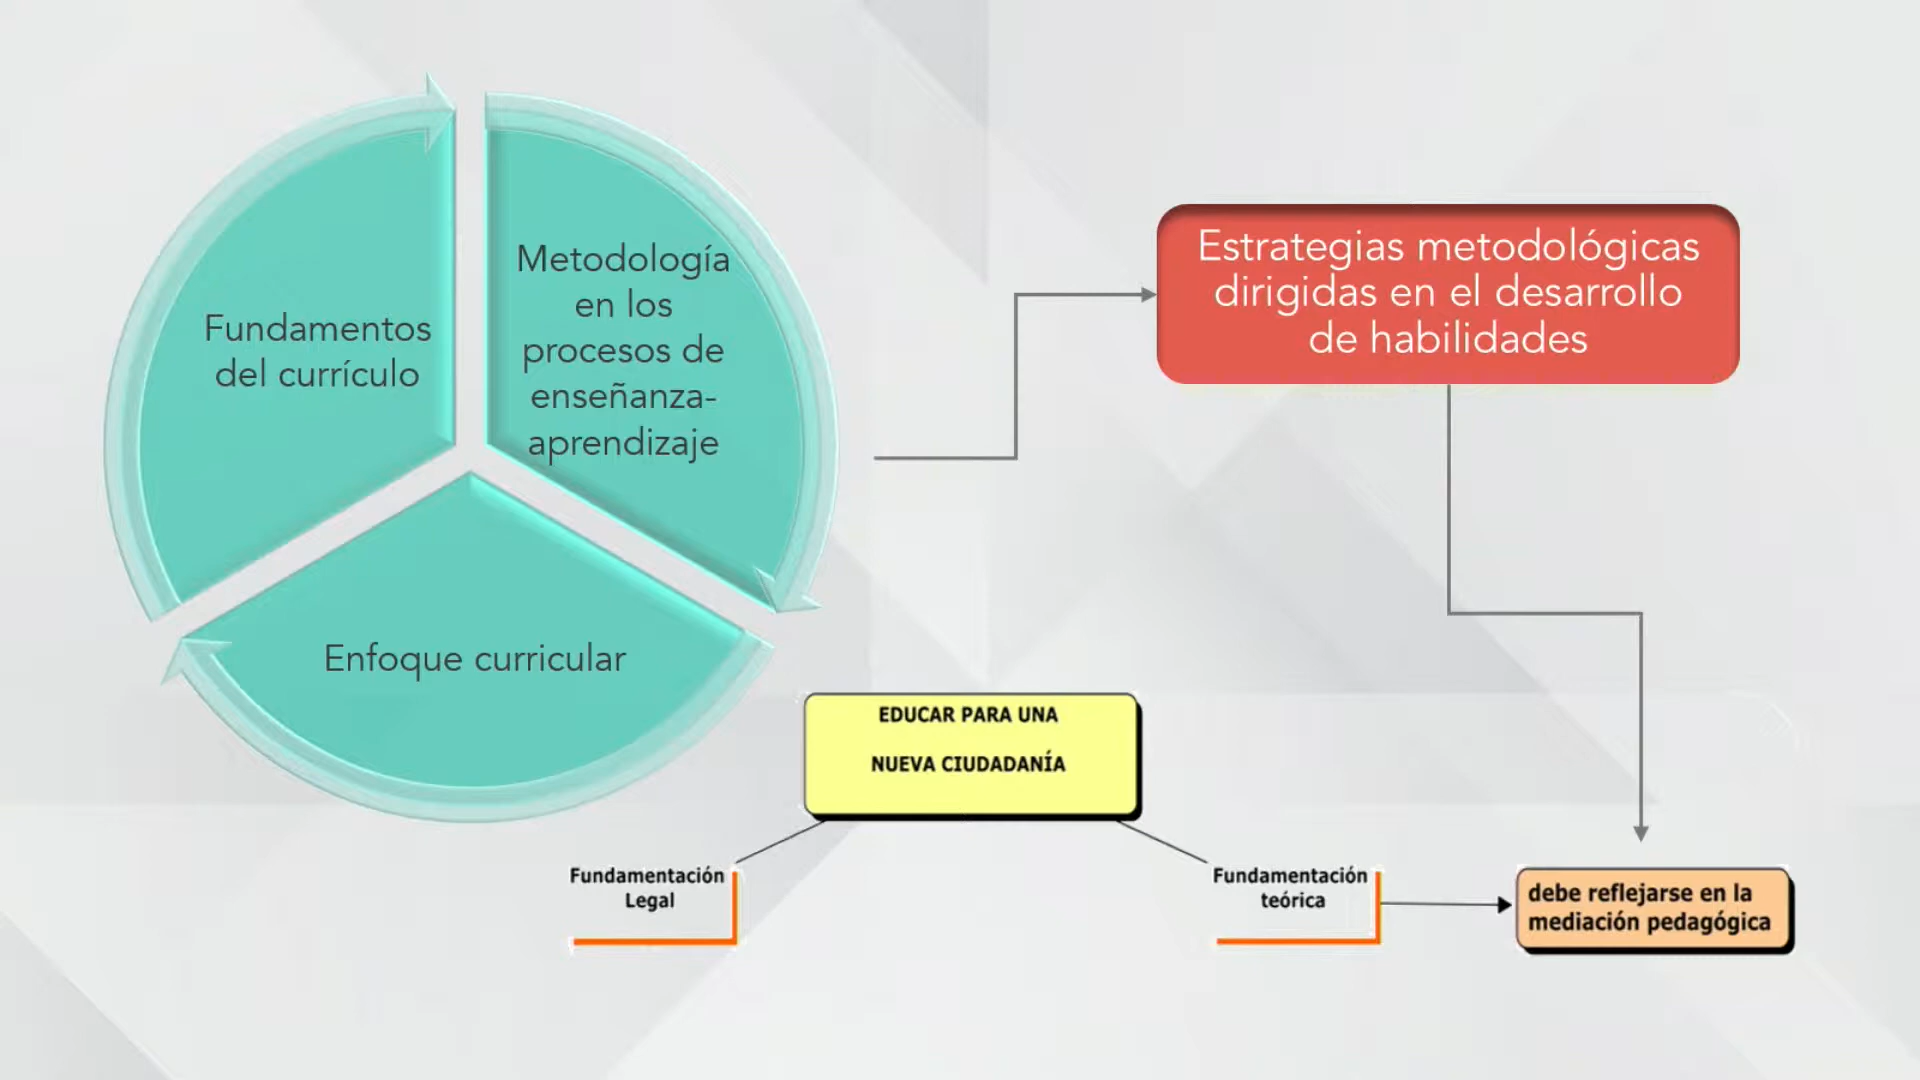 Fundamentos
del currículo
Metodología
en los
procesos de
enseñanza-
aprendizaje
Enfoque curricular
Estrategias metodológicas
dirigidas en el desarrollo
de habilidades
EDUCAR PARA UNA
NUEVA CIUDADANÍA
Fundamentación
Legal
Fundamentación
teórica
debe reflejarse en la
mediación pedagógica